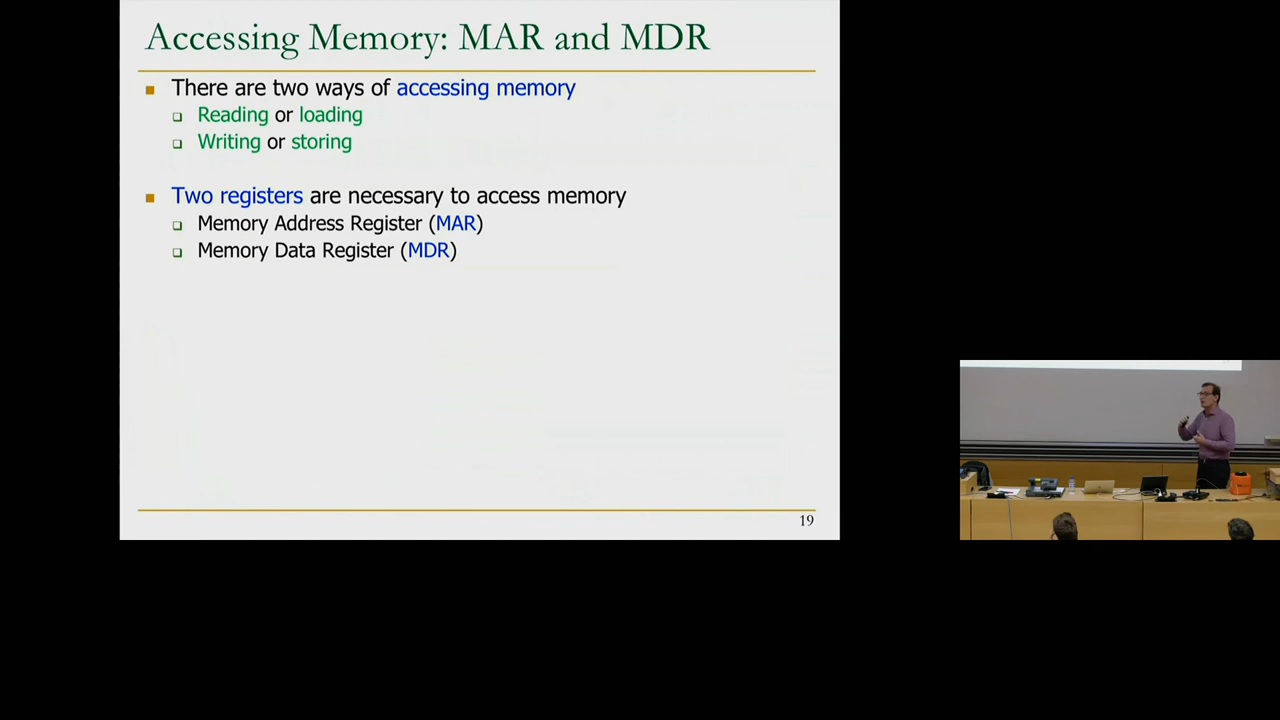 Accessing Memory: MAR and MDR
There are two ways of accessing memory
Reading or loading
Writing or storing
Two registers are necessary to access memory
Memory Address Register (MAR)
Memory Data Register (MDR)
19